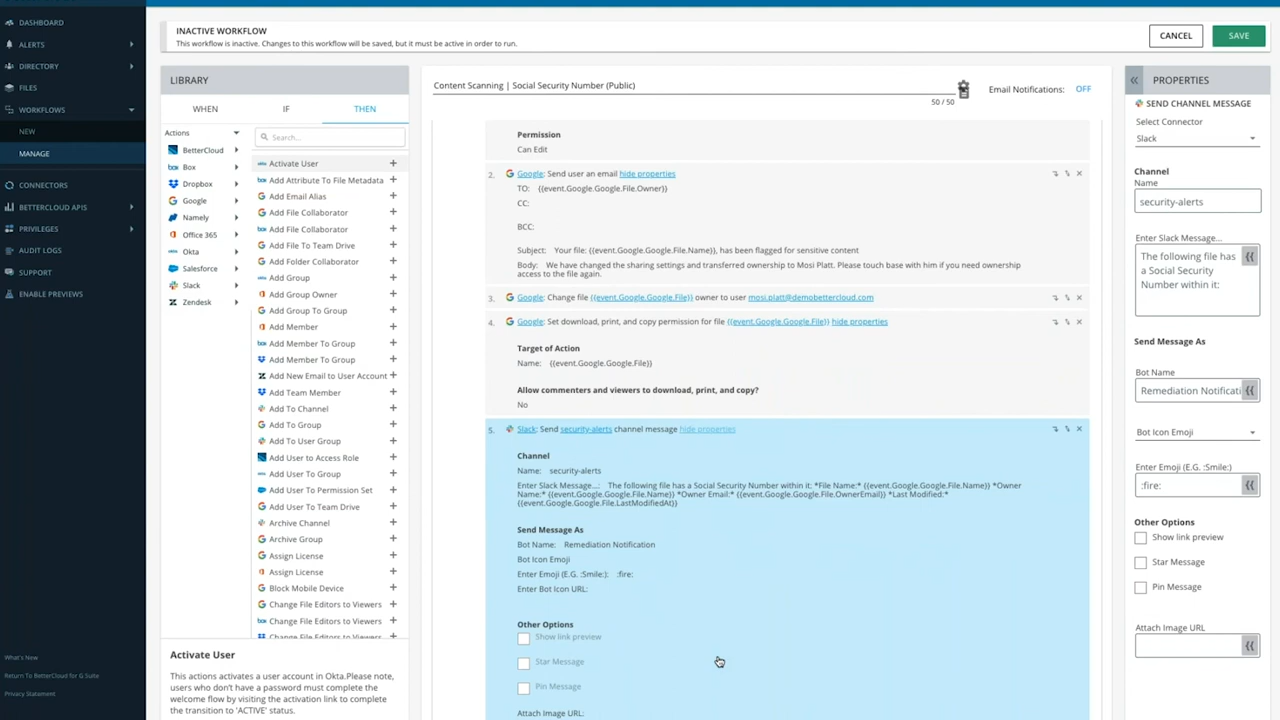 DASHBOARD
ALERTS
DIRECTORY
FILES
WORKFLOWS
NEW
MANAGE
CONNECTORS
BETTERCLOUD APIS
PRIVILEGES
AUDIT LOGS
SUPPORT
ENABLE PREVIEWS
What's New
Return To BetterCloud for G Suite
Privacy Statement
INACTIVE WORKFLOW
This workflow is inactive. Changes to this workflow will be saved, but it must be active in order to run.
CANCEL
SAVE
LIBRARY
WHEN
IF
THEN
Actions
BetterCloud
Box
Dropbox
Google
Namely
Office 365
Okta
Salesforce
Slack
Zendesk
Search...
Activate User
Add Attribute To File Metadata
Add Email Alias
Add File Collaborator
Add File Collaborator
Add File To Team Drive
Add Folder Collaborator
Add Group
Add Group Owner
Add Group To Group
Add Member
Add Member To Group
Add Member To Group
Add New Email to User Account
Add Team Member
Add To Channel
Add To Group
Add To User Group
Add User to Access Role
Add User To Group
Add User To Permission Set
Add User To Team Drive
Archive Channel
Archive Group
Assign License
Assign License
Block Mobile Device
Change File Editors to Viewers
Change File Editors to Viewers
Change File Editors to Viewers
Activate User
This actions activates a user account in Okta.Please note,
users who don't have a password must complete the
welcome flow by visiting the activation link to complete
the transition to 'ACTIVE' status.
Content Scanning | Social Security Number (Public)
50 / 50
Email Notifications: OFF
Permission
Can Edit
2. Google: Send user an email hide properties
TO: {{event.Google.Google.File.Owner}}
CC:
BCC:
Subject: Your file: {{event.Google.Google.File.Name}}, has been flagged for sensitive content
Body: We have changed the sharing settings and transferred ownership to Mosi Platt. Please touch base with him if you need ownership
access to the file again.
3. Google: Change file {{event.Google.Google.File}} owner to user mosi.platt@demobettercloud.com
4. Google: Set download, print, and copy permission for file {{event.Google.Google.File}} hide properties
Target of Action
Name: {{event.Google.Google.File}}
Allow commenters and viewers to download, print, and copy?
No
5. Slack: Send security-alerts channel message hide properties
Channel
Name: security-alerts
Enter Slack Message...: The following file has a Social Security Number within it: *File Name:* {{event.Google.Google.File.Name}} *Owner
Name:* {{event.Google.Google.File.Name}} *Owner Email:* {{event.Google.Google.File.OwnerEmail}} *Last Modified:*
{{event.Google.Google.File.LastModifiedAt}}
Send Message As
Bot Name: Remediation Notification
Bot Icon Emoji
Enter Emoji (E.G. :Smile:): :fire:
Enter Bot Icon URL:
Other Options
Show link preview
Star Message
Pin Message
Attach Image URL:
PROPERTIES
SEND CHANNEL MESSAGE
Select Connector
Slack
Channel
Name
security-alerts
Enter Slack Message...
The following file has
a Social Security
Number within it:
{{
Send Message As
Bot Name
Remediation Notificati {{
Bot Icon Emoji
Enter Emoji (E.G. :Smile:)
:fire: {{
Other Options
Show link preview
Star Message
Pin Message
Attach Image URL
{{